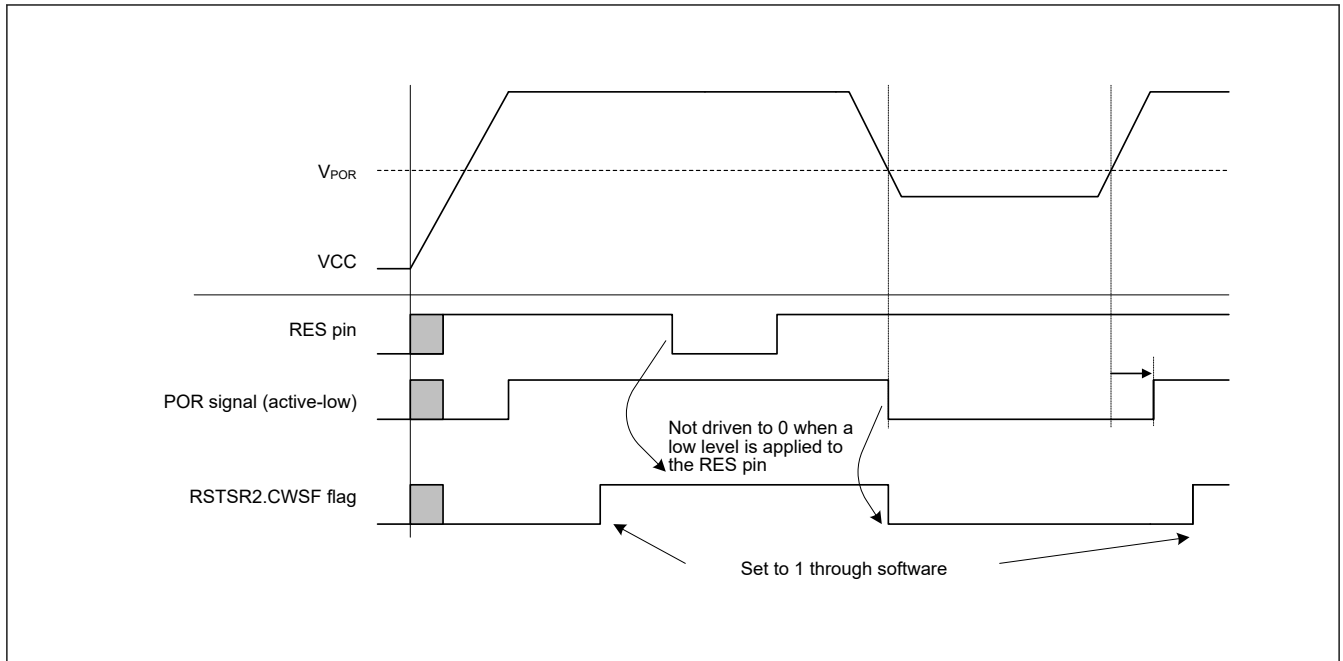 VPOR
VCC
RES pin
POR signal (active-low)
Not driven to 0 when a
low level is applied to
the RES pin
RSTSR2.CWSF flag
Set to 1 through software